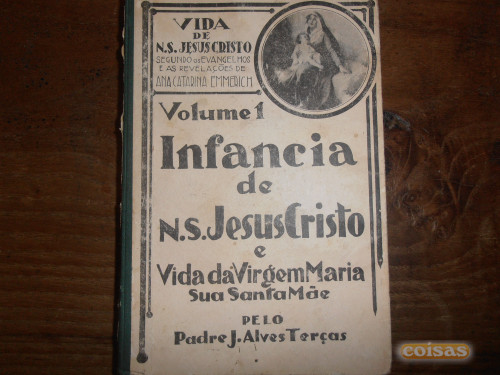 VIDA
DE
N.S. JESUS CRISTO
SEGUNDO OS EVANGELHOS
E AS REVELAÇÕES DE
ANA CATARINA EMMERICH
Volume 1
Infancia
de
N.S. Jesus Cristo
e
Vida da Virgem Maria
Sua Santa Mãe
PELO
Padre J. Alves Terças
coisas